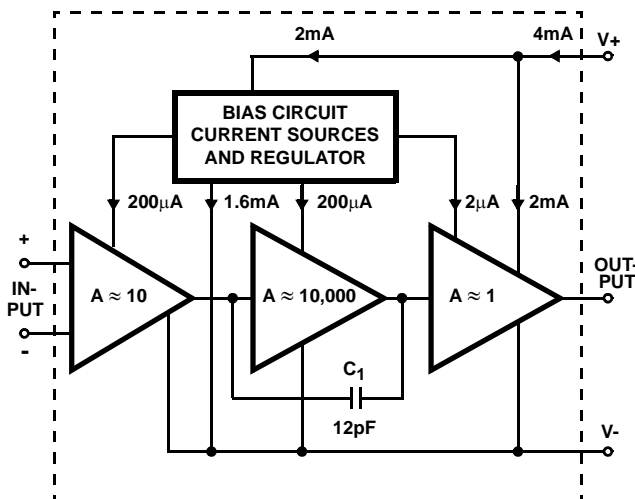 2mA
4mA
V+
BIAS CIRCUIT
CURRENT SOURCES
AND REGULATOR
200μA
1.6mA
200μA
2μA
2mA
+
IN-
PUT
-
A ≈ 10
A ≈ 10,000
A ≈ 1
OUT-
PUT
C1
12pF
V-